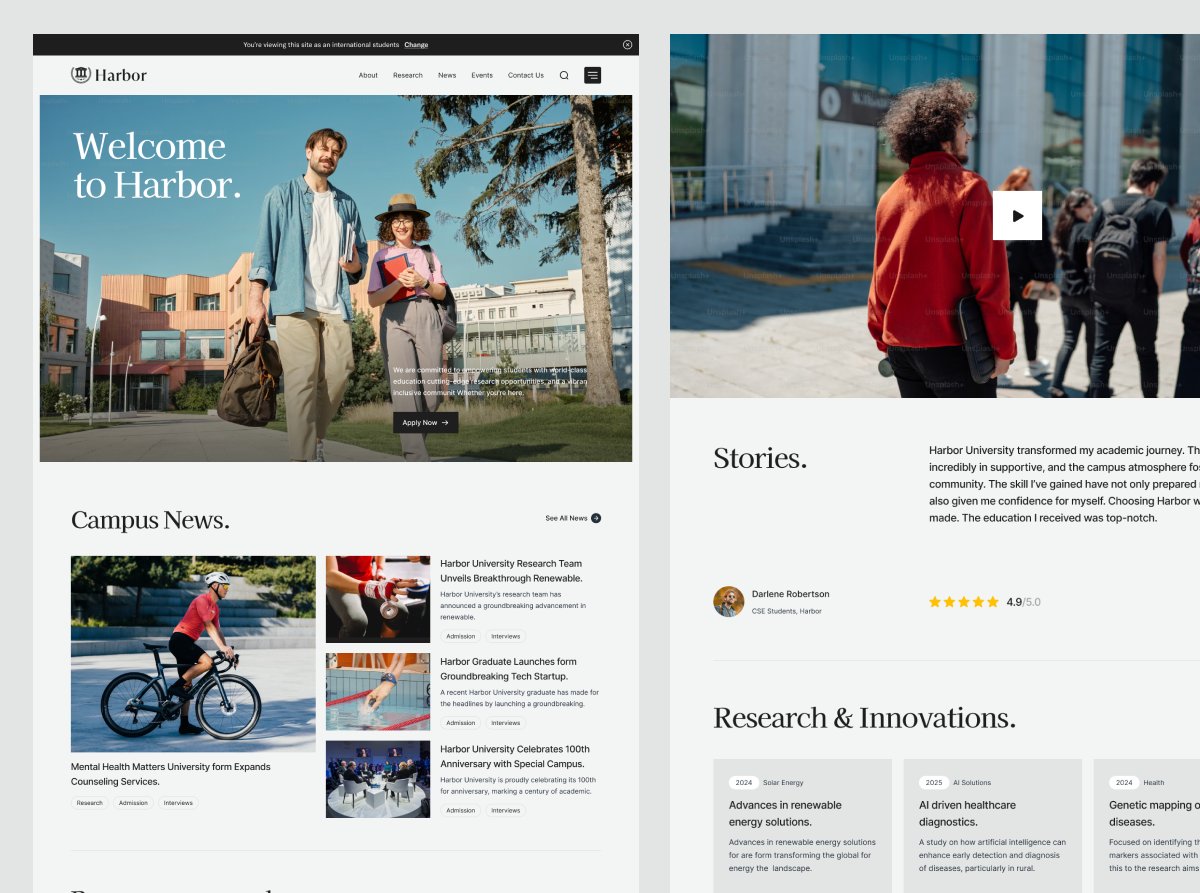 You're viewing this site as an international students Change
Harbor
About Research News Events Contact Us
Welcome
to Harbor.
We are committed to empowering students with world-class
education cutting-edge research opportunities, and a vibran
inclusive communit Whether you're here.
Apply Now
Campus News.
See All News
Mental Health Matters University form Expands
Counseling Services.
Research Admission Interviews
Harbor University Research Team
Unveils Breakthrough Renewable.
Harbor University's research team has
announced a groundbreaking advancement in
renewable.
Admission Interviews
Harbor Graduate Launches form
Groundbreaking Tech Startup.
A recent Harbor University graduate has made for
the headlines by launching a groundbreaking.
Admission Interviews
Harbor University Celebrates 100th
Anniversary with Special Campus.
Harbor University is proudly celebrating its 100th
for anniversary, marking a century of academic.
Admission Interviews
Unsplash+
Stories.
Harbor University transformed my academic journey. Th
incredibly in supportive, and the campus atmosphere fos
community. The skill I've gained have not only prepared
also given me confidence for myself. Choosing Harbor w
made. The education I received was top-notch.
Darlene Robertson
CSE Students, Harbor
4.9/5.0
Research & Innovations.
2024 Solar Energy
Advances in renewable
energy solutions.
Advances in renewable energy solutions
for are form transforming the global for
energy the landscape.
2025 AI Solutions
AI driven healthcare
diagnostics.
A study on how artificial intelligence can
enhance early detection and diagnosis
of diseases, particularly in rural.
2024 Health
Genetic mapping o
diseases.
Focused on identifying th
markers associated with
this to the research aims